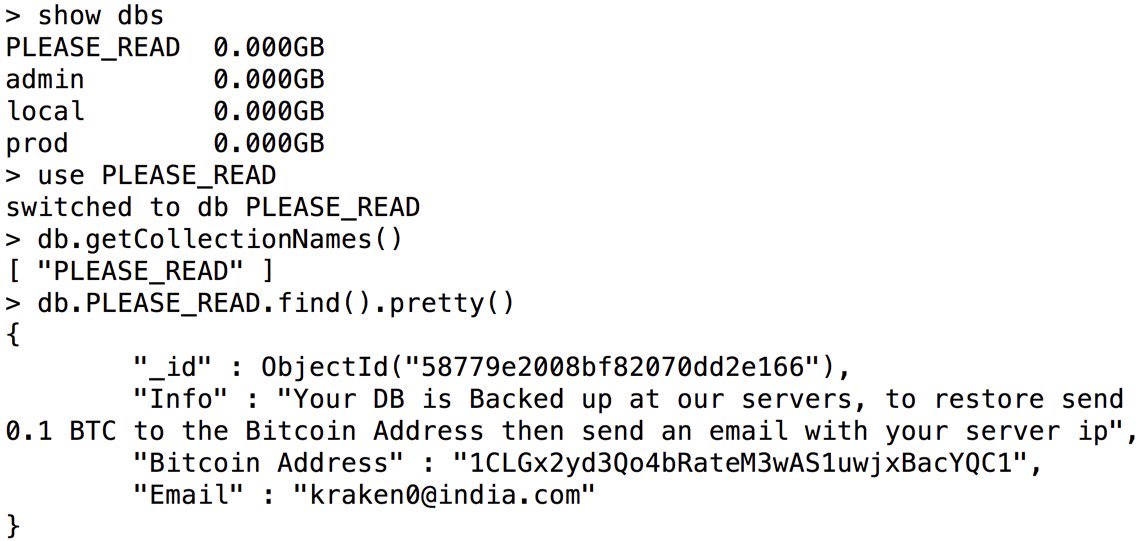 > show dbs
PLEASE_READ  0.000GB
admin        0.000GB
local        0.000GB
prod         0.000GB
> use PLEASE_READ
switched to db PLEASE_READ
> db.getCollectionNames()
[ "PLEASE_READ" ]
> db.PLEASE_READ.find().pretty()
{
        "_id" : ObjectId("58779e2008bf82070dd2e166"),
        "Info" : "Your DB is Backed up at our servers, to restore send
0.1 BTC to the Bitcoin Address then send an email with your server ip",
        "Bitcoin Address" : "1CLGx2yd3Qo4bRateM3wAS1uwjxBacYQC1",
        "Email" : "kraken0@india.com"
}